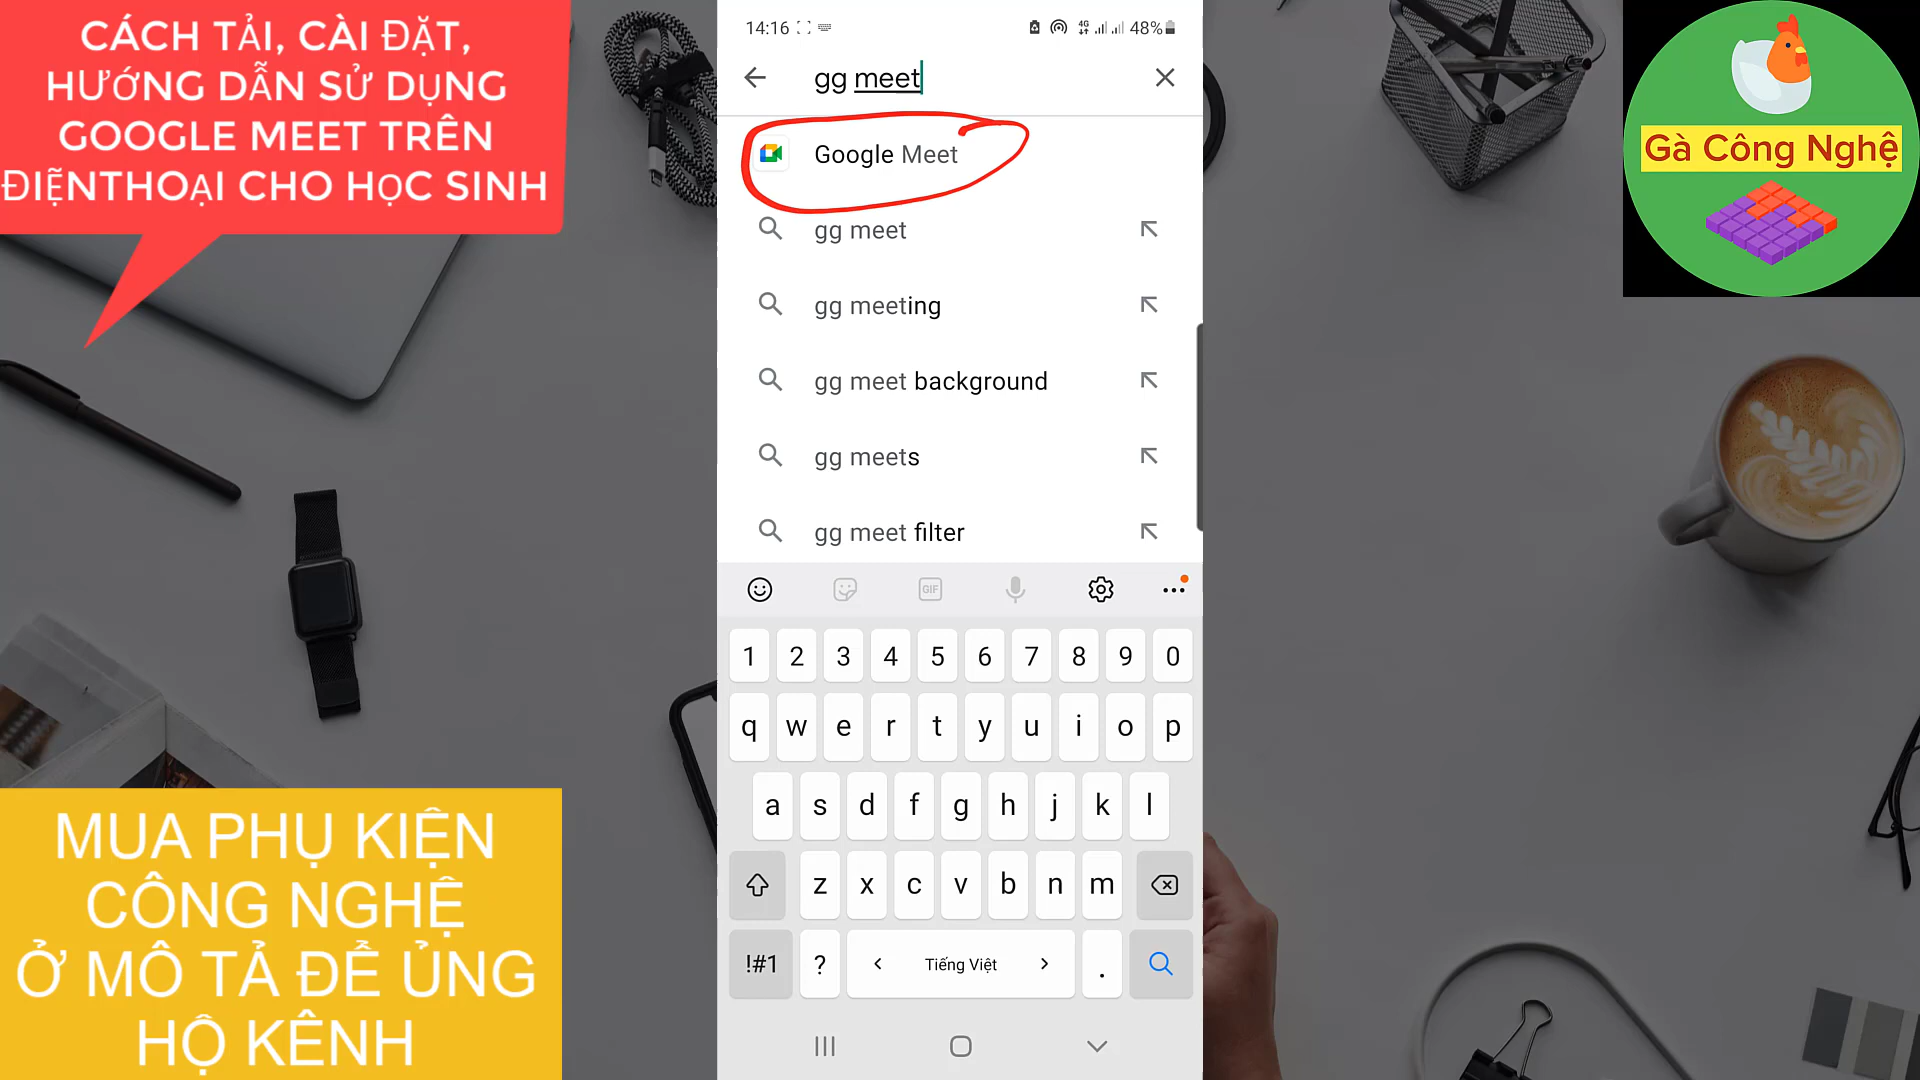 CÁCH TẢI, CÀI ĐẶT,
HƯỚNG DẪN SỬ DỤNG
GOOGLE MEET TRÊN
ĐIỆNTHOẠI CHO HỌC SINH
14:16
4G
48%
gg meet
Google Meet
gg meet
gg meeting
gg meet background
gg meets
gg meet filter
GIF
1 2 3 4 5 6 7 8 9 0
q w e r t y u i o p
a s d f g h j k l
z x c v b n m
!#1 ? < Tiếng Việt > .
Gà Công Nghệ
MUA PHỤ KIỆN
CÔNG NGHỆ
Ở MÔ TẢ ĐỂ ỦNG
HỘ KÊNH